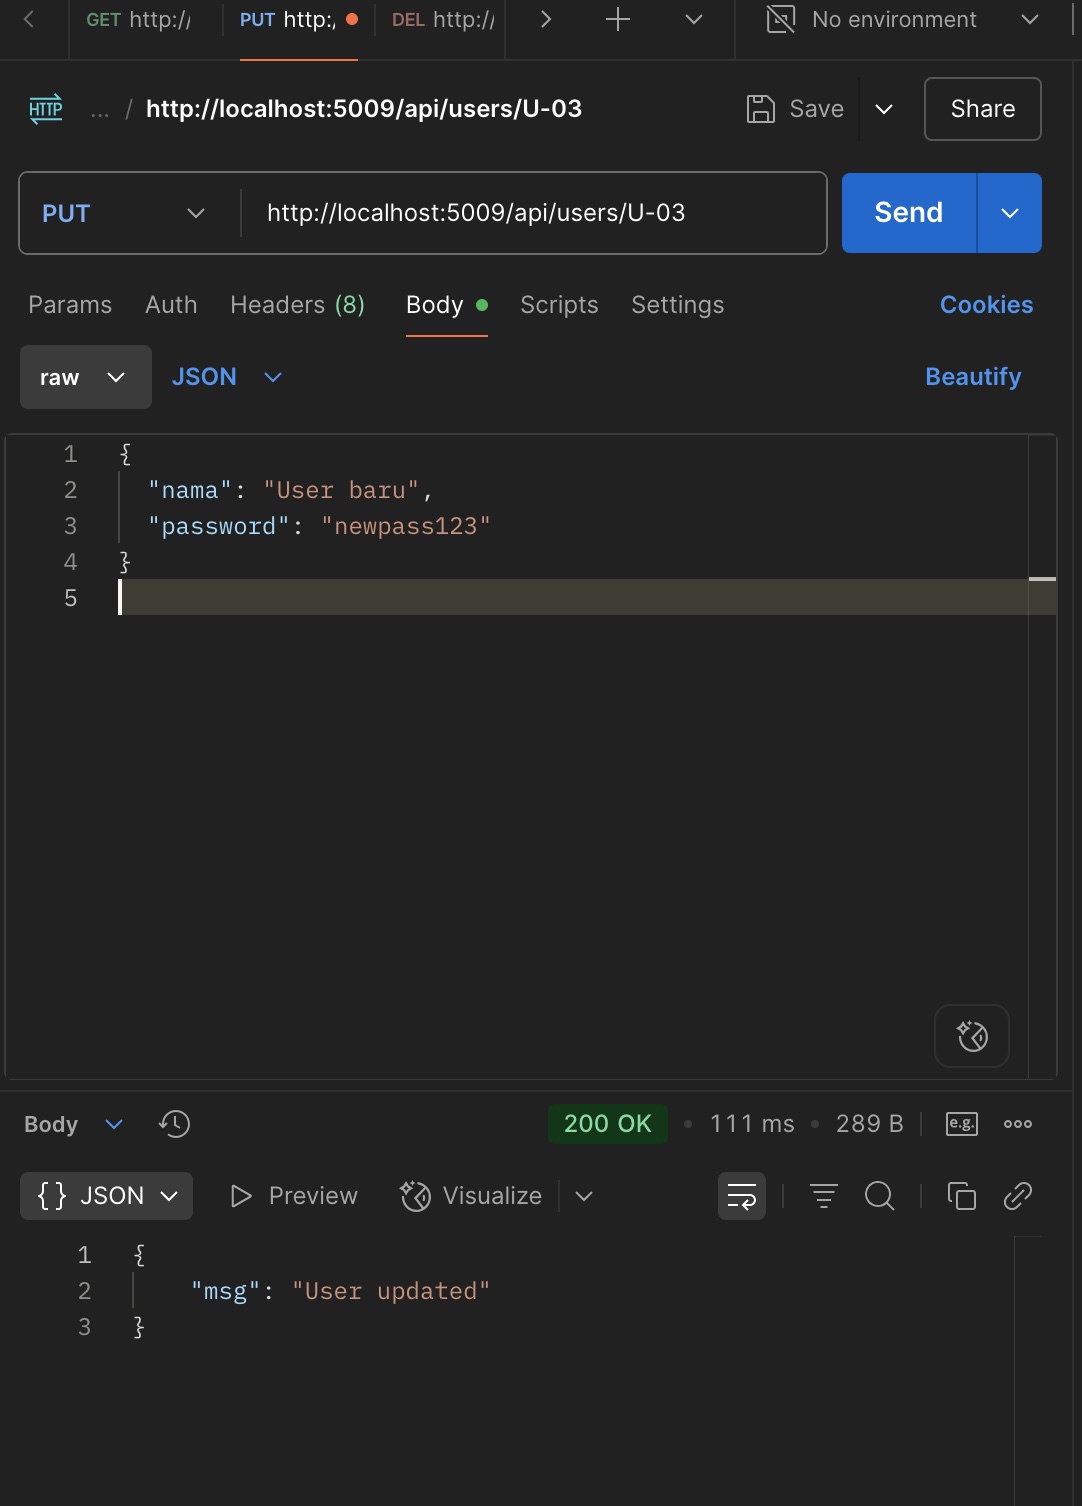 GET http:/
PUT http:,
DEL http://
No environment
HTTP ... / http://localhost:5009/api/users/U-03
Save
Share
PUT
http://localhost:5009/api/users/U-03
Send
Params Auth Headers (8) Body Scripts Settings Cookies
raw JSON Beautify
1 {
2 "nama": "User baru",
3 "password": "newpass123"
4 }
5
Body 200 OK • 111 ms • 289 B e.g.
{} JSON Preview Visualize
1 {
2 "msg": "User updated"
3 }